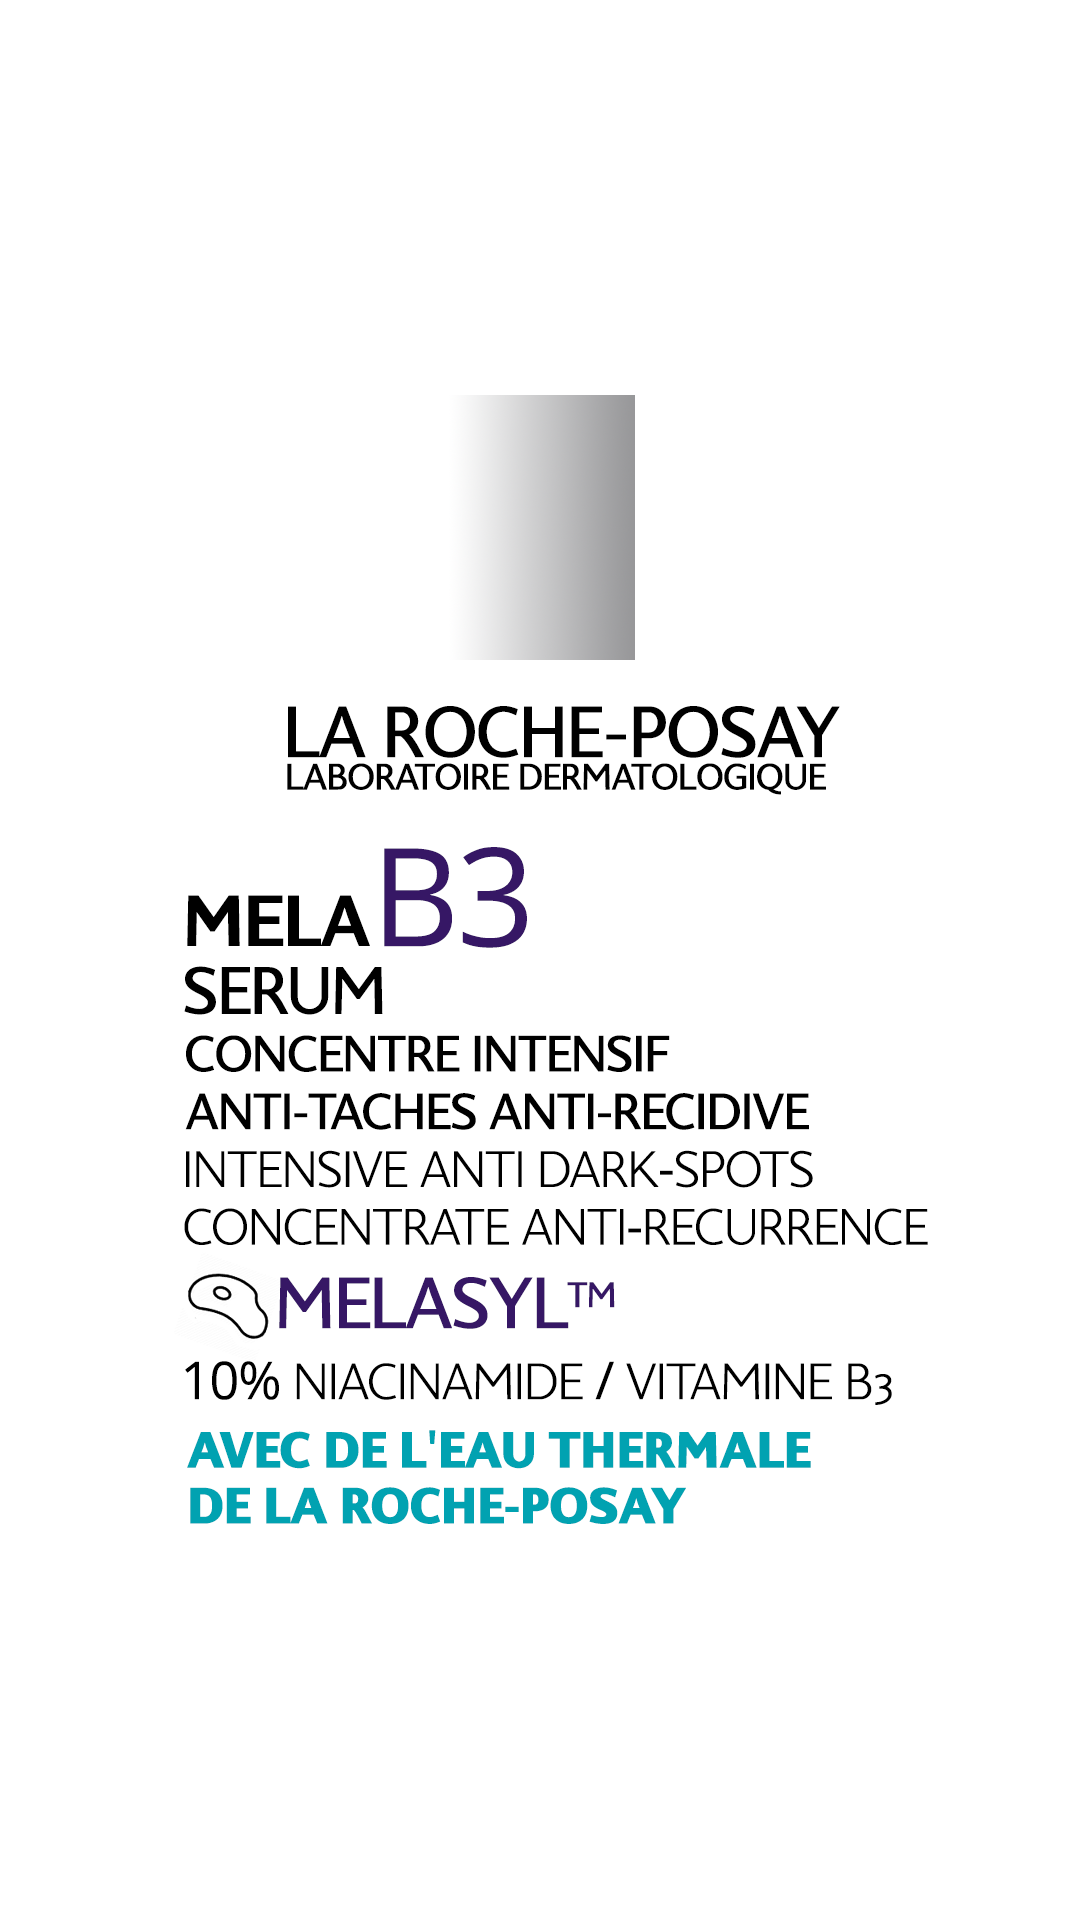 LA ROCHE-POSAY
LABORATOIRE DERMATOLOGIQUE
MELA B3
SERUM
CONCENTRE INTENSIF
ANTI-TACHES ANTI-RECIDIVE
INTENSIVE ANTI DARK-SPOTS
CONCENTRATE ANTI-RECURRENCE
MELASYL™
10% NIACINAMIDE / VITAMINE B3
AVEC DE L'EAU THERMALE
DE LA ROCHE-POSAY